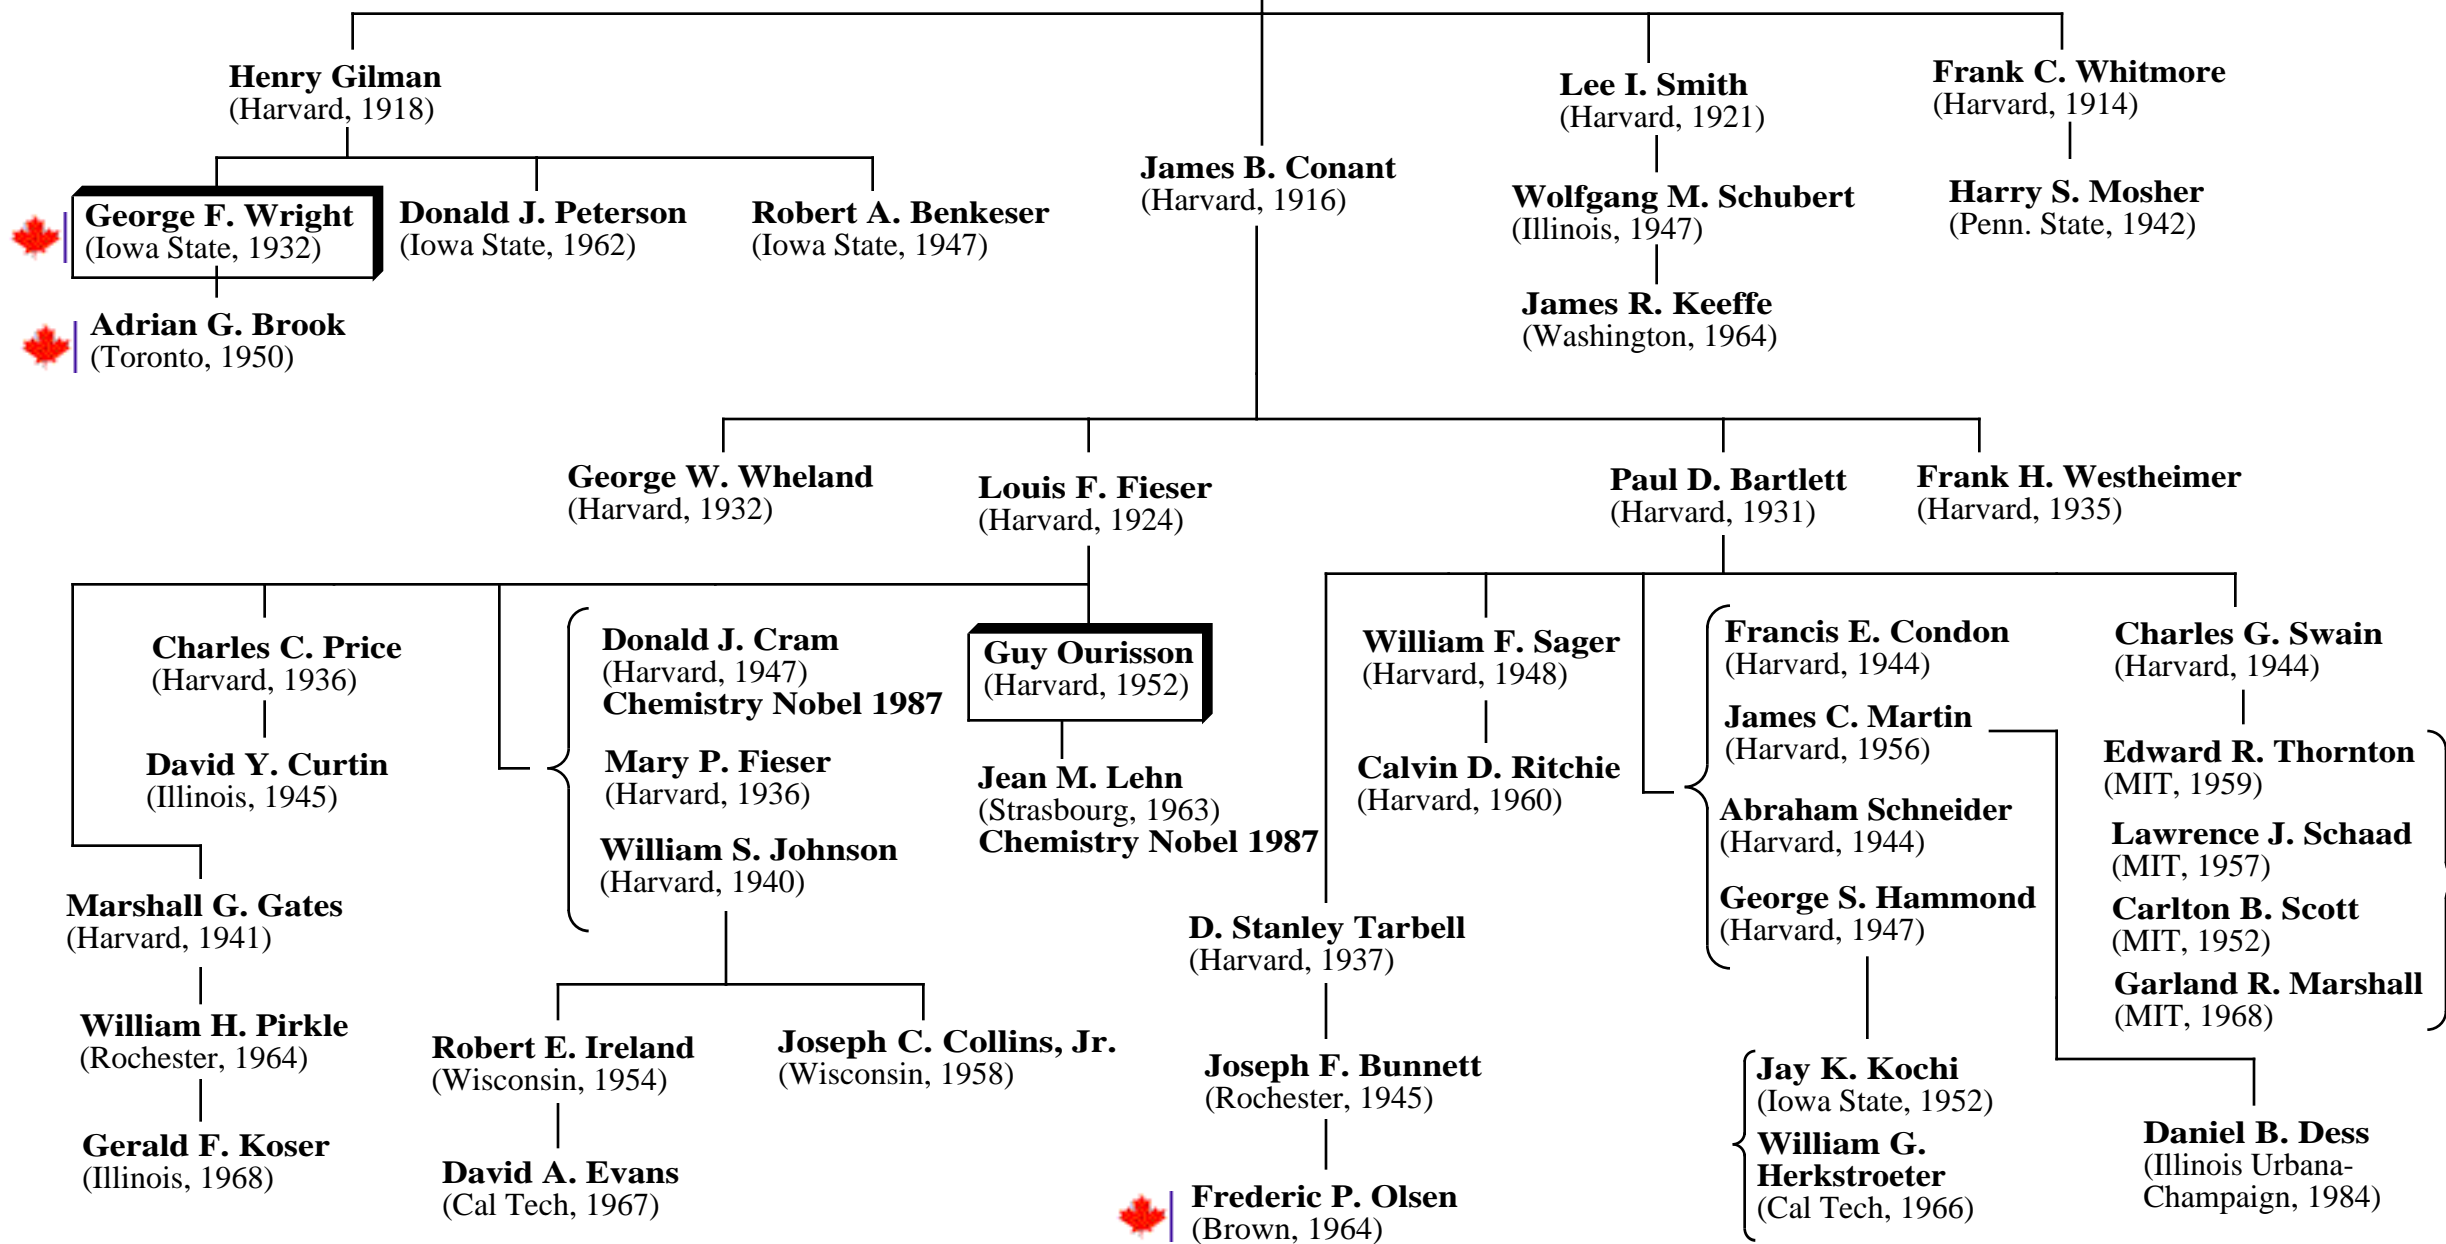 Henry Gilman
(Harvard, 1918)
Lee I. Smith
(Harvard, 1921)
Frank C. Whitmore
(Harvard, 1914)
James B. Conant
(Harvard, 1916)
George F. Wright
(Iowa State, 1932)
Donald J. Peterson
(Iowa State, 1962)
Robert A. Benkeser
(Iowa State, 1947)
Wolfgang M. Schubert
(Illinois, 1947)
Harry S. Mosher
(Penn. State, 1942)
Adrian G. Brook
(Toronto, 1950)
James R. Keeffe
(Washington, 1964)
George W. Wheland
(Harvard, 1932)
Louis F. Fieser
(Harvard, 1924)
Paul D. Bartlett
(Harvard, 1931)
Frank H. Westheimer
(Harvard, 1935)
Charles C. Price
(Harvard, 1936)
David Y. Curtin
(Illinois, 1945)
Donald J. Cram
(Harvard, 1947)
Chemistry Nobel 1987
Mary P. Fieser
(Harvard, 1936)
William S. Johnson
(Harvard, 1940)
Guy Ourisson
(Harvard, 1952)
Jean M. Lehn
(Strasbourg, 1963)
Chemistry Nobel 1987
William F. Sager
(Harvard, 1948)
Calvin D. Ritchie
(Harvard, 1960)
Francis E. Condon
(Harvard, 1944)
James C. Martin
(Harvard, 1956)
Abraham Schneider
(Harvard, 1944)
George S. Hammond
(Harvard, 1947)
Charles G. Swain
(Harvard, 1944)
Edward R. Thornton
(MIT, 1959)
Lawrence J. Schaad
(MIT, 1957)
Carlton B. Scott
(MIT, 1952)
Garland R. Marshall
(MIT, 1968)
Marshall G. Gates
(Harvard, 1941)
William H. Pirkle
(Rochester, 1964)
Gerald F. Koser
(Illinois, 1968)
Robert E. Ireland
(Wisconsin, 1954)
Joseph C. Collins, Jr.
(Wisconsin, 1958)
David A. Evans
(Cal Tech, 1967)
D. Stanley Tarbell
(Harvard, 1937)
Joseph F. Bunnett
(Rochester, 1945)
Frederic P. Olsen
(Brown, 1964)
Jay K. Kochi
(Iowa State, 1952)
William G.
Herkstroeter
(Cal Tech, 1966)
Daniel B. Dess
(Illinois Urbana-
Champaign, 1984)